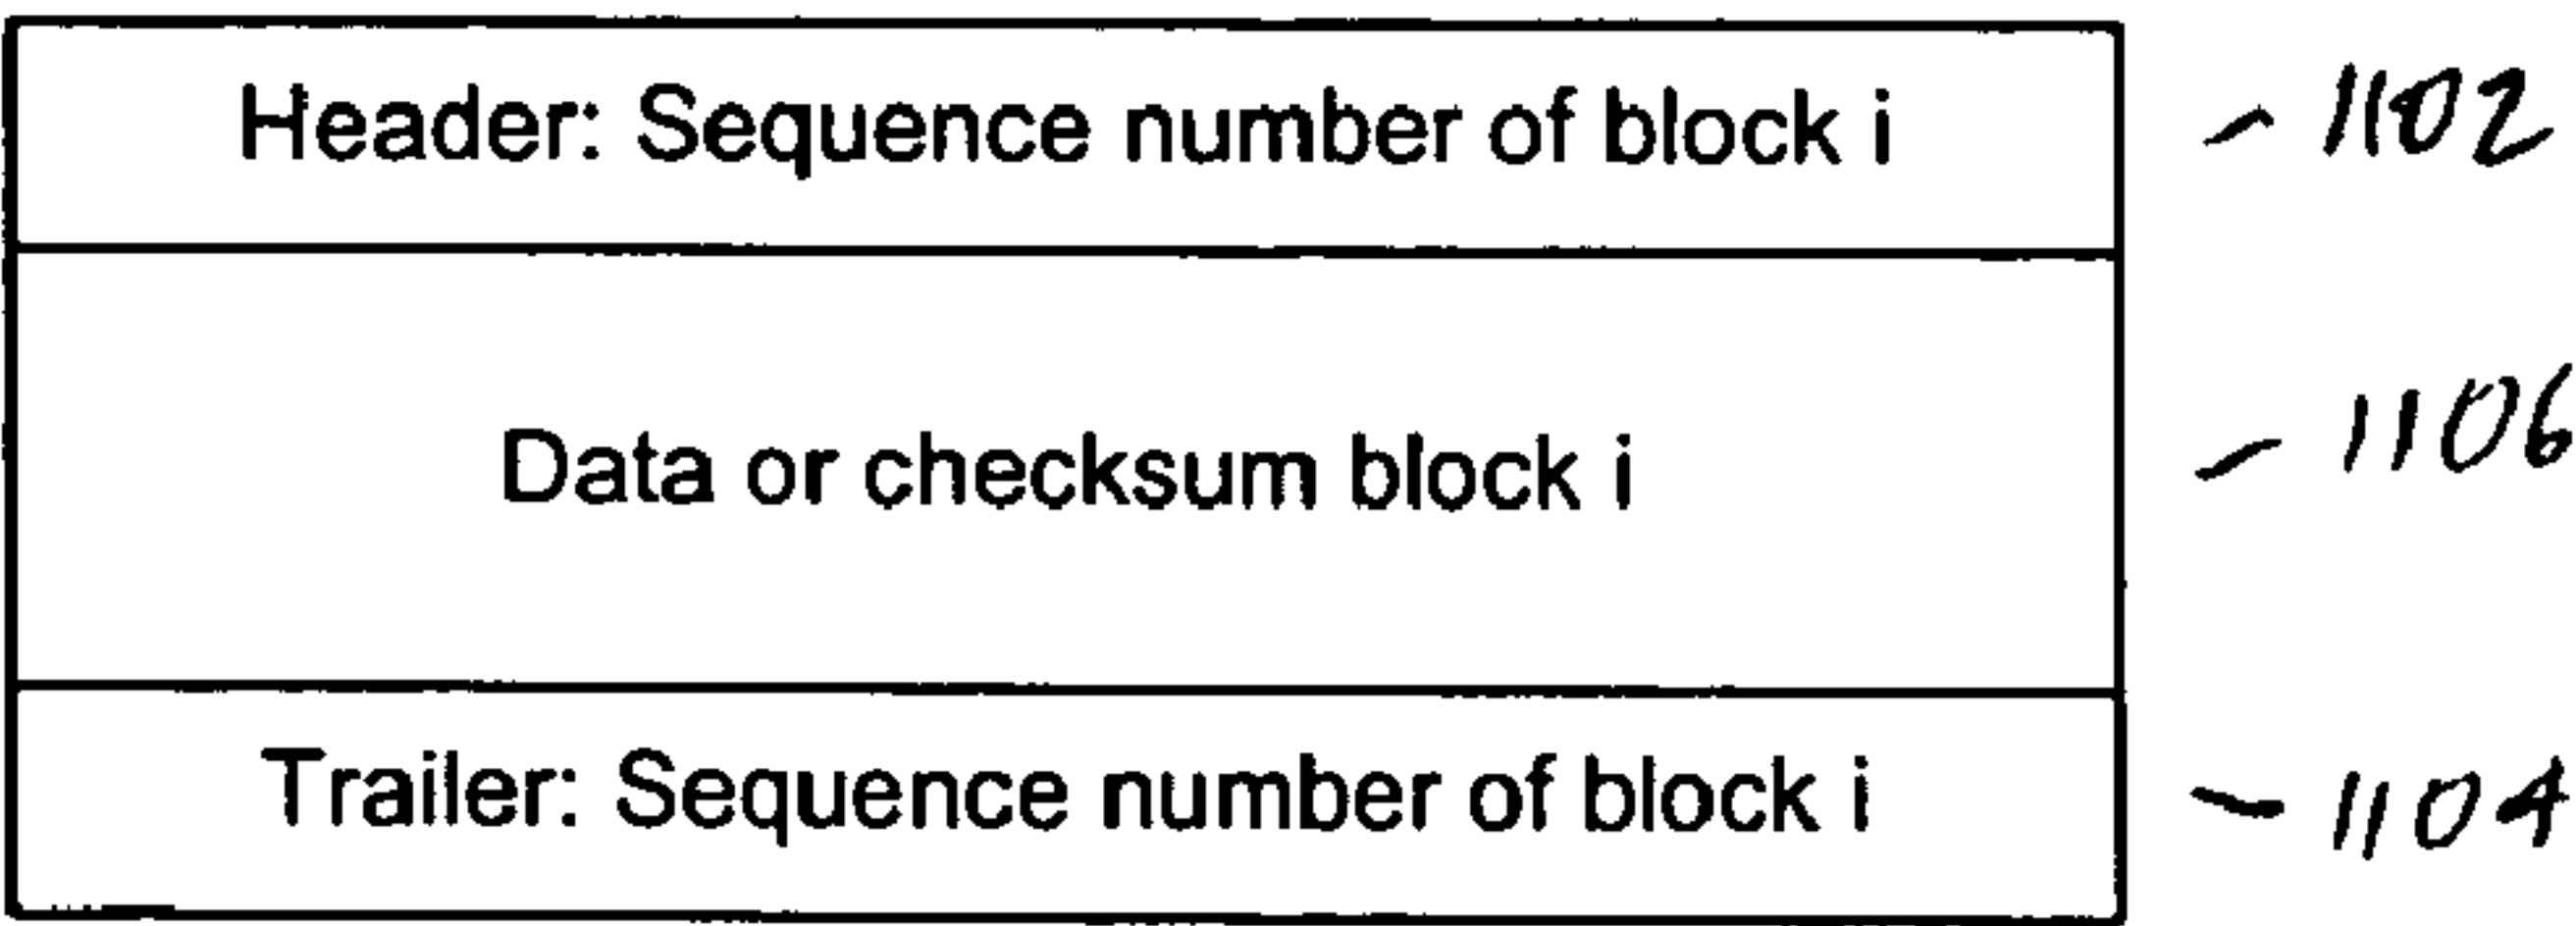 Header: Sequence number of block i - 1102
Data or checksum block i - 1106
Trailer: Sequence number of block i - 1104